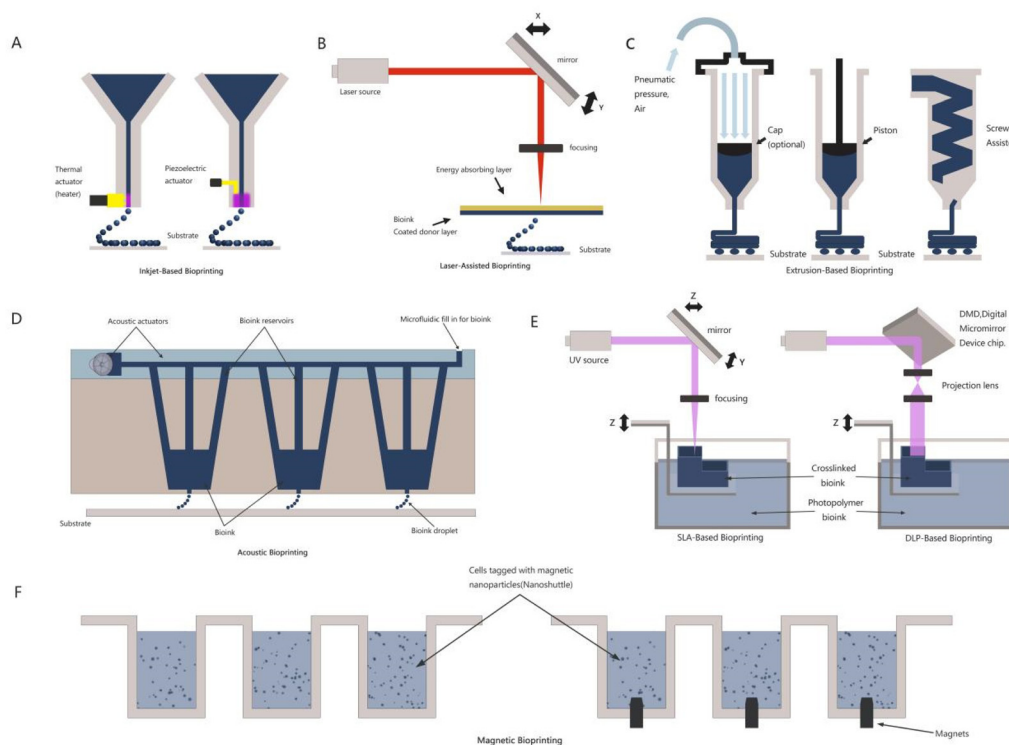 A
Thermal
actuator
(heater)
Piezoelectric
actuator
Substrate
Inkjet-Based Bioprinting
B
X
mirror
Laser source
Y
focusing
Energy absorbing layer
Bioink
Coated donor layer
Substrate
Laser-Assisted Bioprinting
C
Pneumatic
pressure,
Air
Cap
(optional)
Piston
Screw
Assiste
Substrate
Substrate
Extrusion-Based Bioprinting
D
Acoustic actuators
Bioink reservoirs
Microfluidic fill in for bioink
Substrate
Bioink
Bioink droplet
Acoustic Bioprinting
E
Z
mirror
UV source
Y
focusing
Z
DMD,Digital
Micromirror
Device chip.
Projection lens
Z
Crosslinked
bioink
Photopolymer
bioink
SLA-Based Bioprinting
DLP-Based Bioprinting
F
Cells tagged with magnetic
nanoparticles(Nanoshuttle)
Magnets
Magnetic Bioprinting